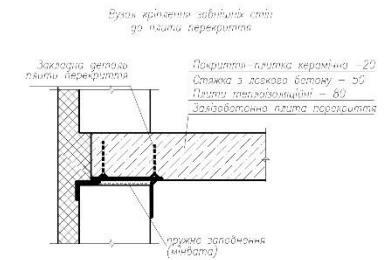 Вузол кріплення зовнішніх стін
до плити перекриття
Закладна деталь
плити перекриття
Покриття-плитка керамічна -20
Стяжка з легкого бетону - 50
Плити теплоізоляційні - 80
Залізобетонна плита перекриття
пружне заповнення
(мінвата)